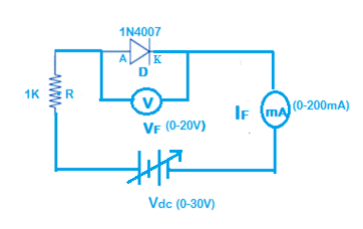 1N4007
A K
D
V
VF (0-20V)
1K R
IF mA (0-200mA)
Vdc (0-30V)